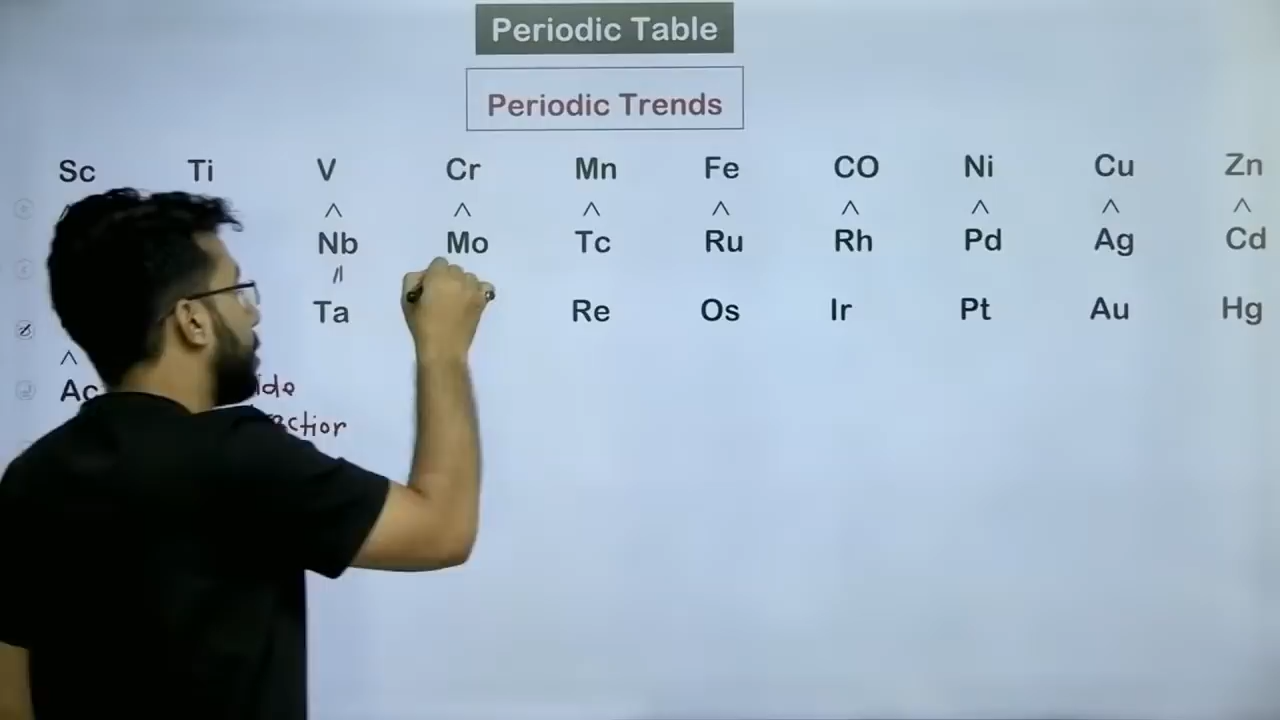 Periodic Table
Periodic Trends
Sc Ti V Cr Mn Fe CO Ni Cu Zn
^ ^ ^ ^ ^ ^ ^ ^
Nb Mo Tc Ru Rh Pd Ag Cd
//
Ta Re Os Ir Pt Au Hg
^
Ac